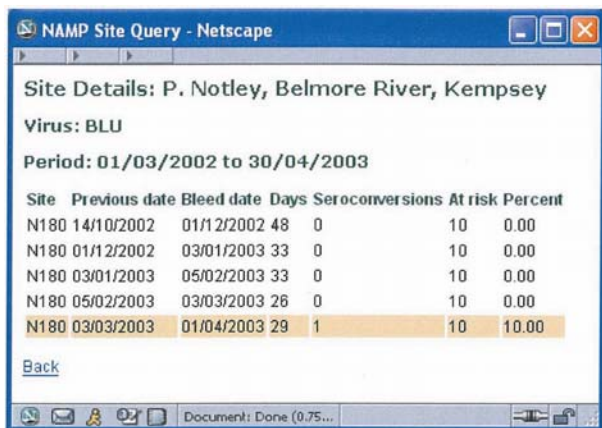 NAMP Site Query - Netscape
Site Details: P. Notley, Belmore River, Kempsey
Virus: BLU
Period: 01/03/2002 to 30/04/2003
Site Previous date Bleed date Days Seroconversions At risk Percent
N180 14/10/2002 01/12/2002 48 0 10 0.00
N180 01/12/2002 03/01/2003 33 0 10 0.00
N180 03/01/2003 05/02/2003 33 0 10 0.00
N180 05/02/2003 03/03/2003 26 0 10 0.00
N180 03/03/2003 01/04/2003 29 1 10 10.00
Back
Document: Done (0.75...